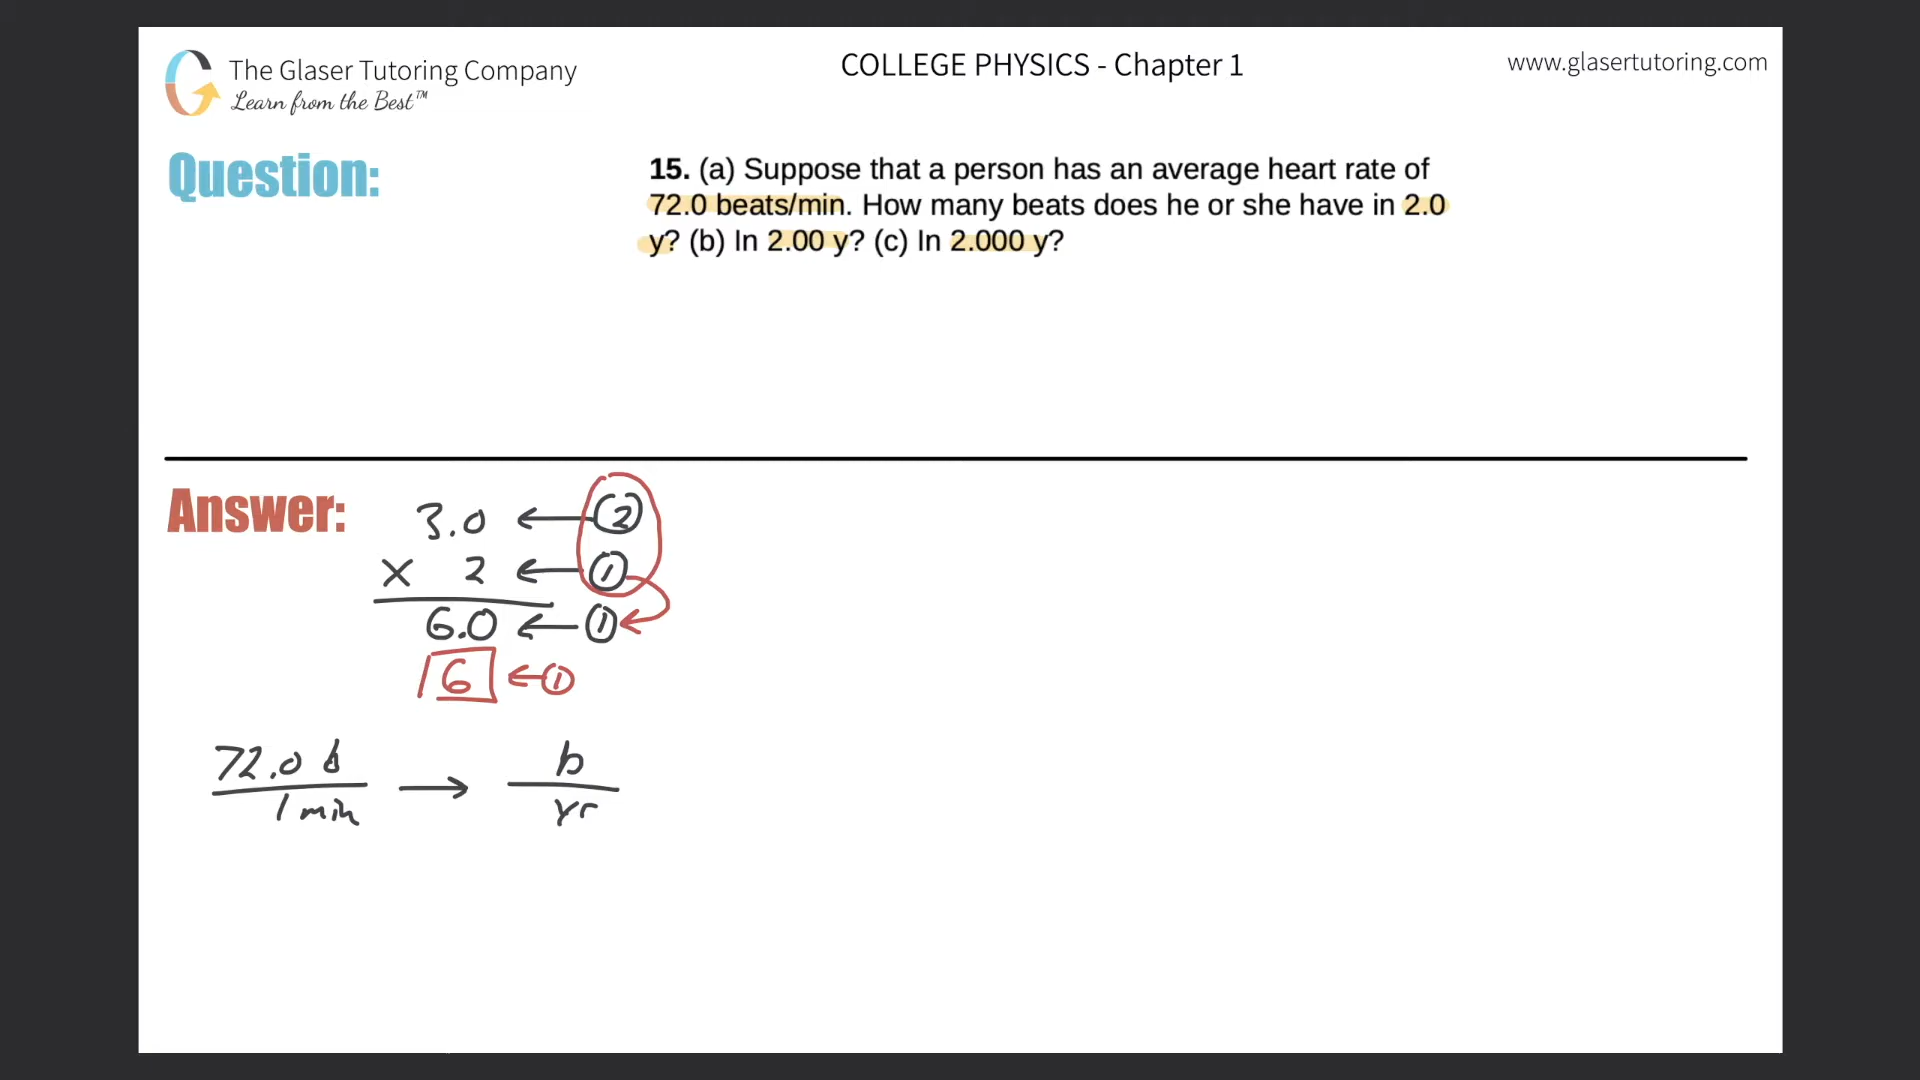 The Glaser Tutoring Company
Learn from the Best™
COLLEGE PHYSICS - Chapter 1
www.glasertutoring.com
Question:
15. (a) Suppose that a person has an average heart rate of
72.0 beats/min. How many beats does he or she have in 2.0
y? (b) In 2.00 y? (c) In 2.000 y?
Answer:
3.0 ← 2
× 2 ← 1
6.0 ← 1
6 ← 1
72.0 b → b
1 min yr